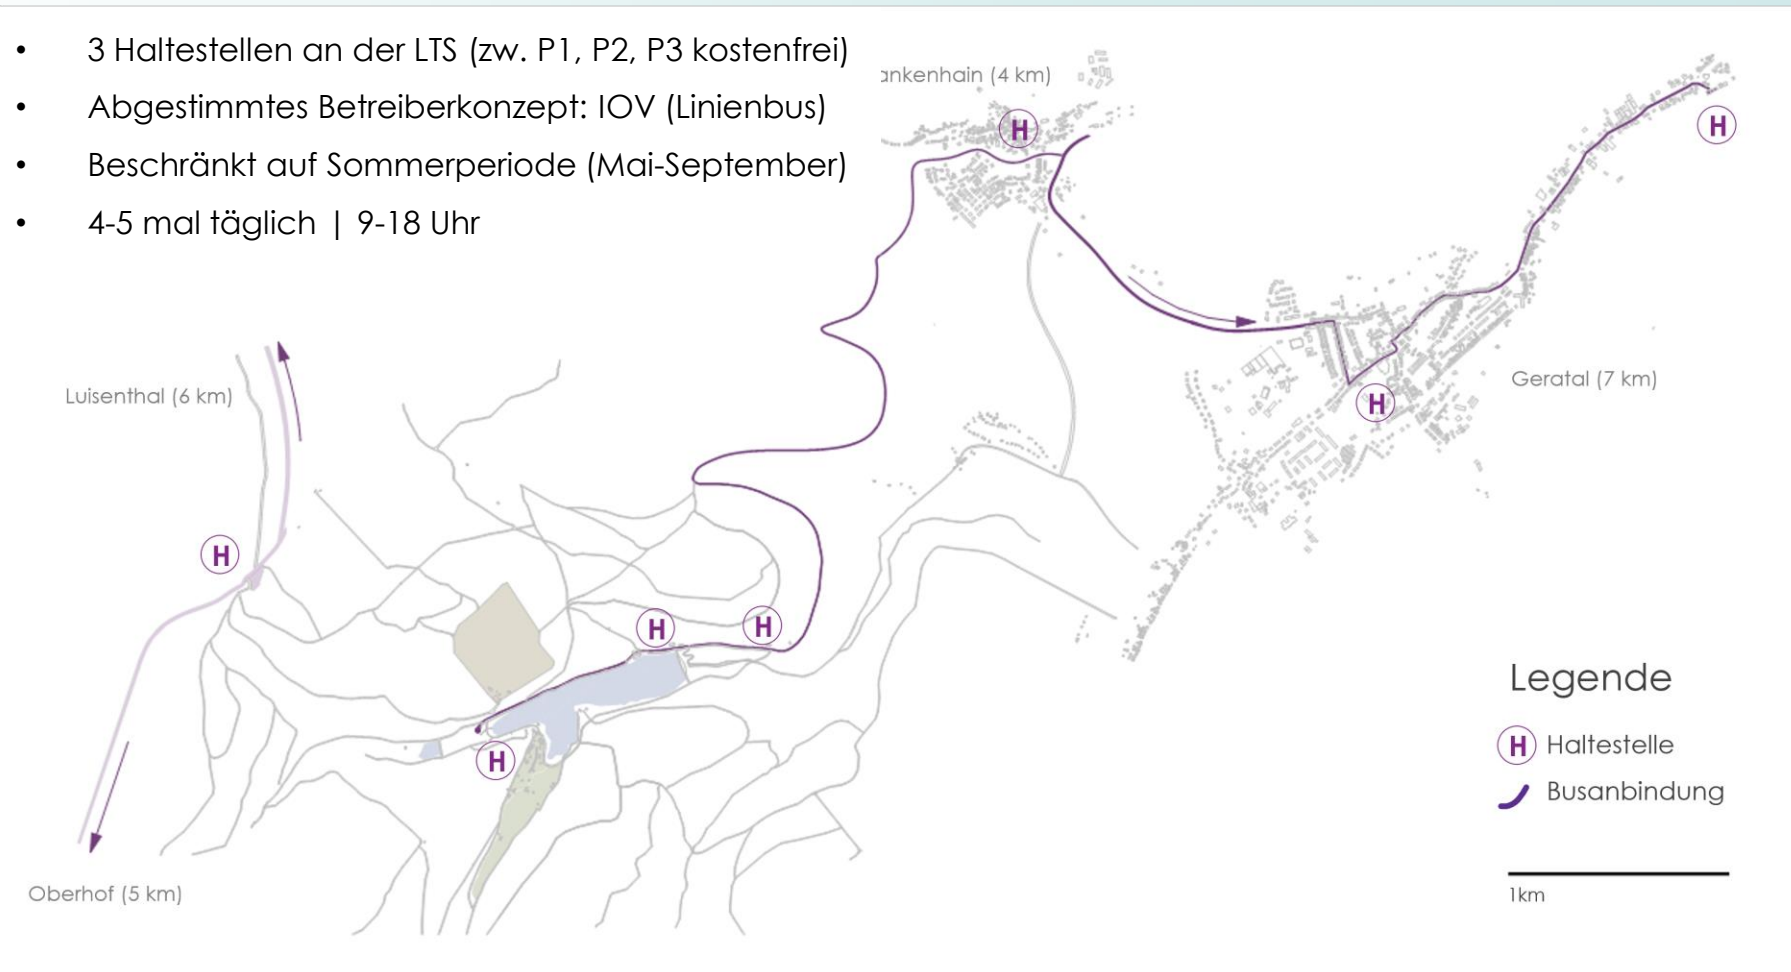 • 3 Haltestellen an der LTS (zw. P1, P2, P3 kostenfrei)
• Abgestimmtes Betreiberkonzept: IOV (Linienbus)
• Beschränkt auf Sommerperiode (Mai-September)
• 4-5 mal täglich | 9-18 Uhr
ankenhain (4 km)
H
H
Luisenthal (6 km)
Geratal (7 km)
H
H
H
H
H
Legende
H Haltestelle
Busanbindung
Oberhof (5 km)
1km